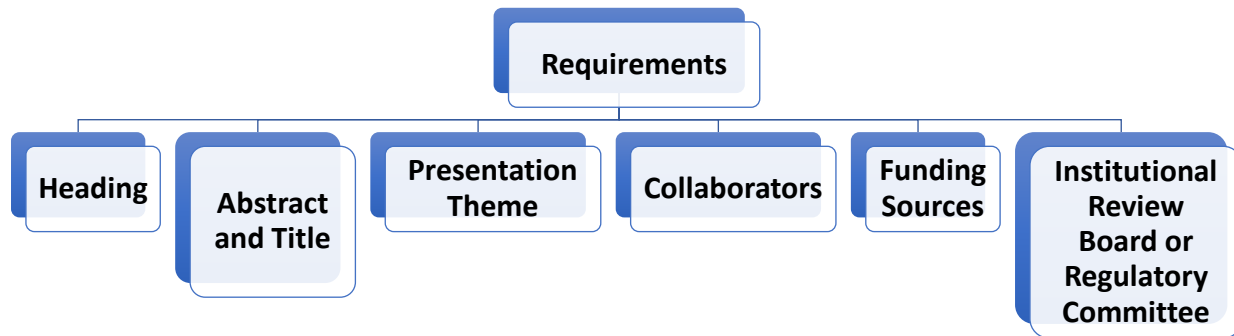 Requirements
Heading
Abstract
and Title
Presentation
Theme
Collaborators
Funding
Sources
Institutional
Review
Board or
Regulatory
Committee